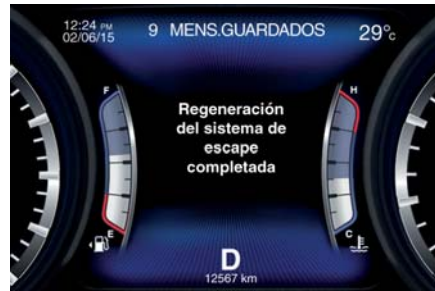 12:24 PM
02/06/15
9 MENS.GUARDADOS
29°c
F
H
Regeneración
del sistema de
escape
completada
E
C
D
12567 km